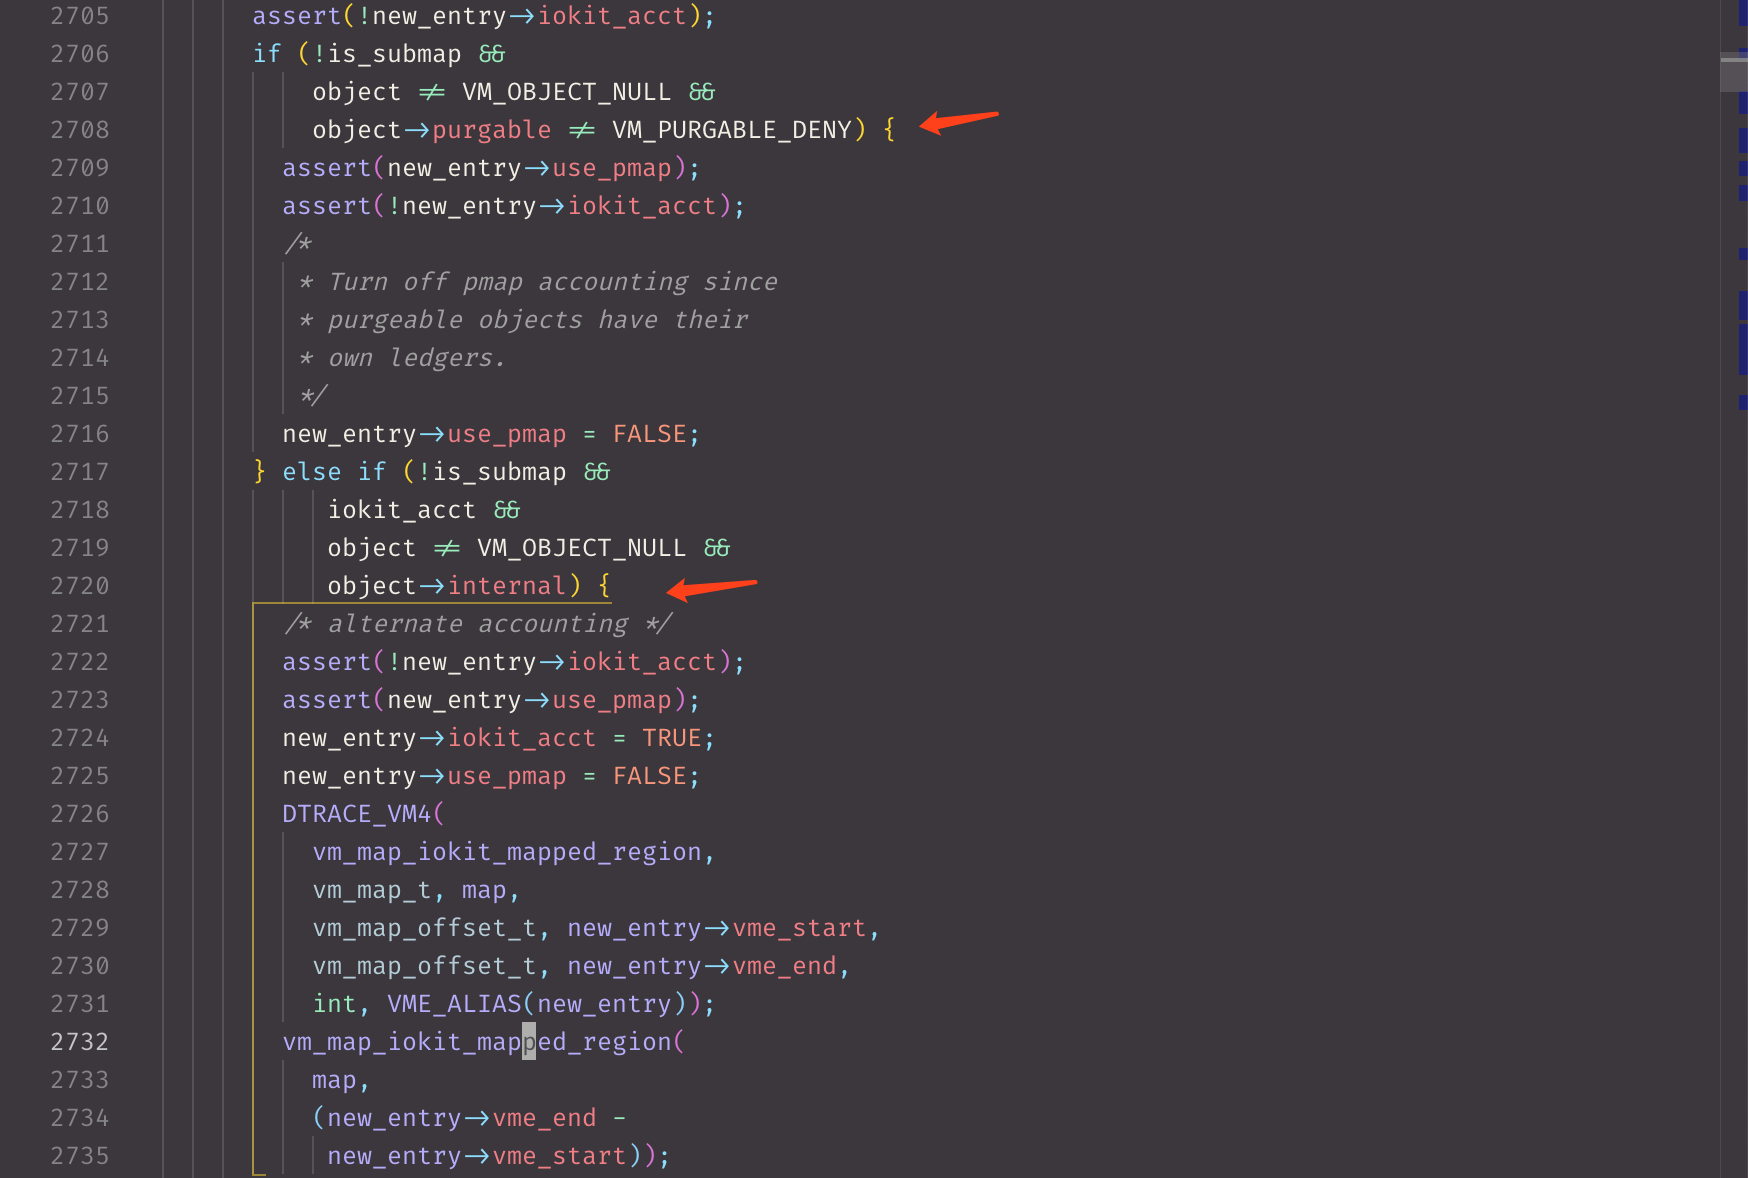 2705 assert(!new_entry->iokit_acct);
2706 if (!is_submap &&
2707 object != VM_OBJECT_NULL &&
2708 object->purgable != VM_PURGABLE_DENY) {
2709 assert(new_entry->use_pmap);
2710 assert(!new_entry->iokit_acct);
2711 /*
2712 * Turn off pmap accounting since
2713 * purgeable objects have their
2714 * own ledgers.
2715 */
2716 new_entry->use_pmap = FALSE;
2717 } else if (!is_submap &&
2718 iokit_acct &&
2719 object != VM_OBJECT_NULL &&
2720 object->internal) {
2721 /* alternate accounting */
2722 assert(!new_entry->iokit_acct);
2723 assert(new_entry->use_pmap);
2724 new_entry->iokit_acct = TRUE;
2725 new_entry->use_pmap = FALSE;
2726 DTRACE_VM4(
2727 vm_map_iokit_mapped_region,
2728 vm_map_t, map,
2729 vm_map_offset_t, new_entry->vme_start,
2730 vm_map_offset_t, new_entry->vme_end,
2731 int, VME_ALIAS(new_entry));
2732 vm_map_iokit_mapped_region(
2733 map,
2734 (new_entry->vme_end -
2735 new_entry->vme_start));